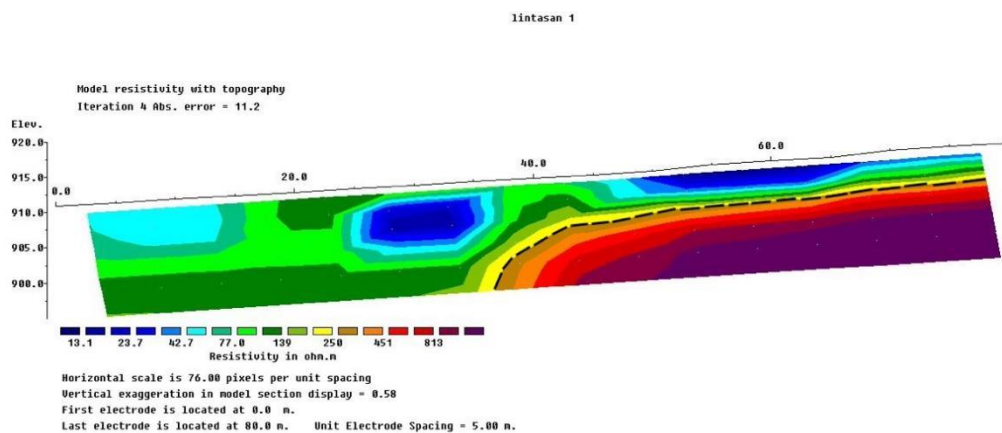 lintasan 1
Model resistivity with topography
Iteration 4 Abs. error = 11.2
Elev.
920.0
915.0
910.0
905.0
900.0
0.0 20.0 40.0 60.0
13.1 23.7 42.7 77.0 139 250 451 813
Resistivity in ohm.m
Horizontal scale is 76.00 pixels per unit spacing
Vertical exaggeration in model section display = 0.58
First electrode is located at 0.0 m.
Last electrode is located at 80.0 m. Unit Electrode Spacing = 5.00 m.